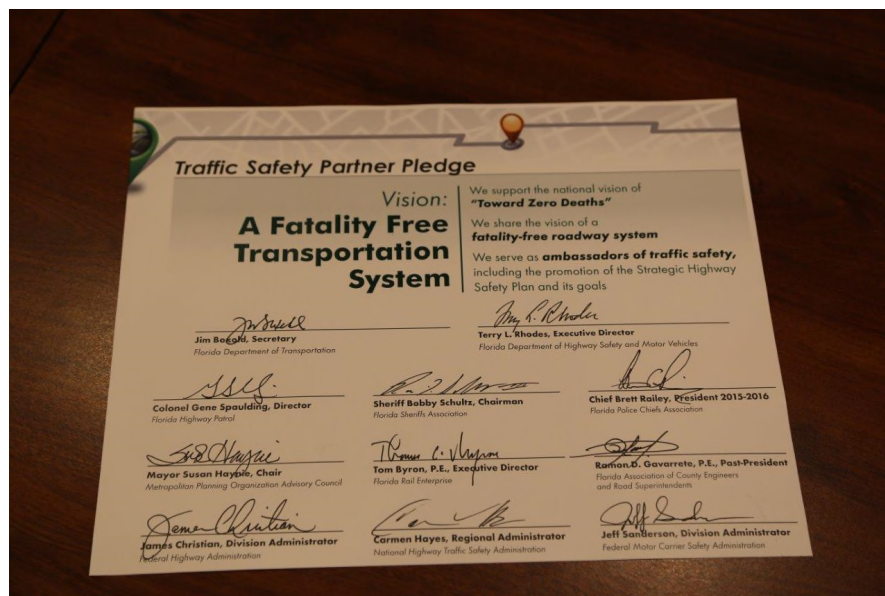 Traffic Safety Partner Pledge
Vision:
A Fatality Free
Transportation
System
We support the national vision of
"Toward Zero Deaths"
We share the vision of a
fatality-free roadway system
We serve as ambassadors of traffic safety,
including the promotion of the Strategic Highway
Safety Plan and its goals
Jim Boxold, Secretary
Florida Department of Transportation
Terry L. Rhodes, Executive Director
Florida Department of Highway Safety and Motor Vehicles
Colonel Gene Spaulding, Director
Florida Highway Patrol
Sheriff Bobby Schultz, Chairman
Florida Sheriffs Association
Chief Brett Railey, President 2015-2016
Florida Police Chiefs Association
Mayor Susan Haynie, Chair
Metropolitan Planning Organization Advisory Council
Thomas C. Byron
Tom Byron, P.E., Executive Director
Florida Rail Enterprise
Ramon D. Gavarrete, P.E., Past-President
Florida Association of County Engineers
and Road Superintendents
James Christian
James Christian, Division Administrator
Federal Highway Administration
Carmen Hayes, Regional Administrator
National Highway Traffic Safety Administration
Jeff Sanderson, Division Administrator
Federal Motor Carrier Safety Administration